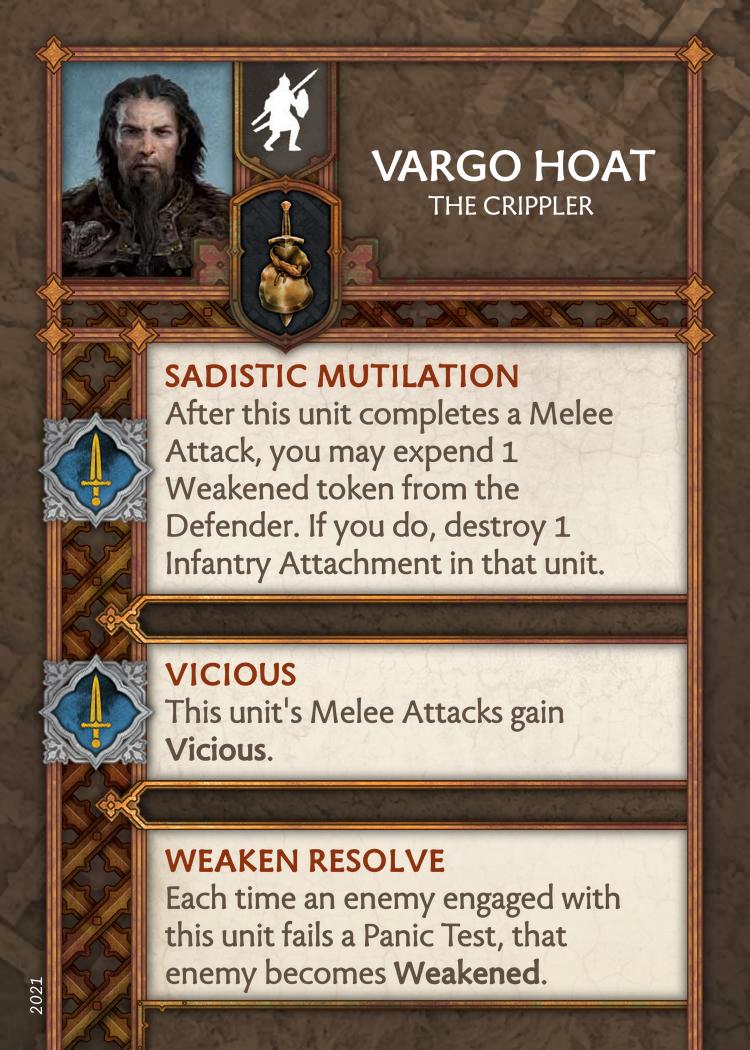 VARGO HOAT
THE CRIPPLER
SADISTIC MUTILATION
After this unit completes a Melee
Attack, you may expend 1
Weakened token from the
Defender. If you do, destroy 1
Infantry Attachment in that unit.
VICIOUS
This unit's Melee Attacks gain
Vicious.
WEAKEN RESOLVE
Each time an enemy engaged with
this unit fails a Panic Test, that
enemy becomes Weakened.
2021